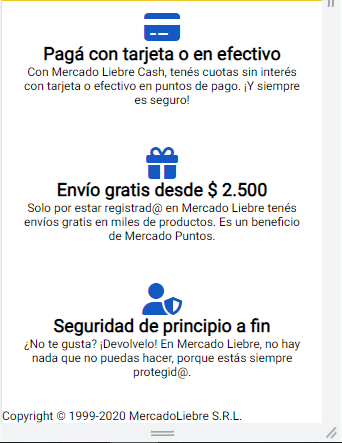 Pagá con tarjeta o en efectivo
Con Mercado Liebre Cash, tenés cuotas sin interés
con tarjeta o efectivo en puntos de pago. ¡Y siempre
es seguro!
Envío gratis desde $ 2.500
Solo por estar registrad@ en Mercado Liebre tenés
envíos gratis en miles de productos. Es un beneficio
de Mercado Puntos.
Seguridad de principio a fin
¿No te gusta? ¡Devolvelo! En Mercado Liebre, no hay
nada que no puedas hacer, porque estás siempre
protegid@.
Copyright © 1999-2020 MercadoLiebre S.R.L.